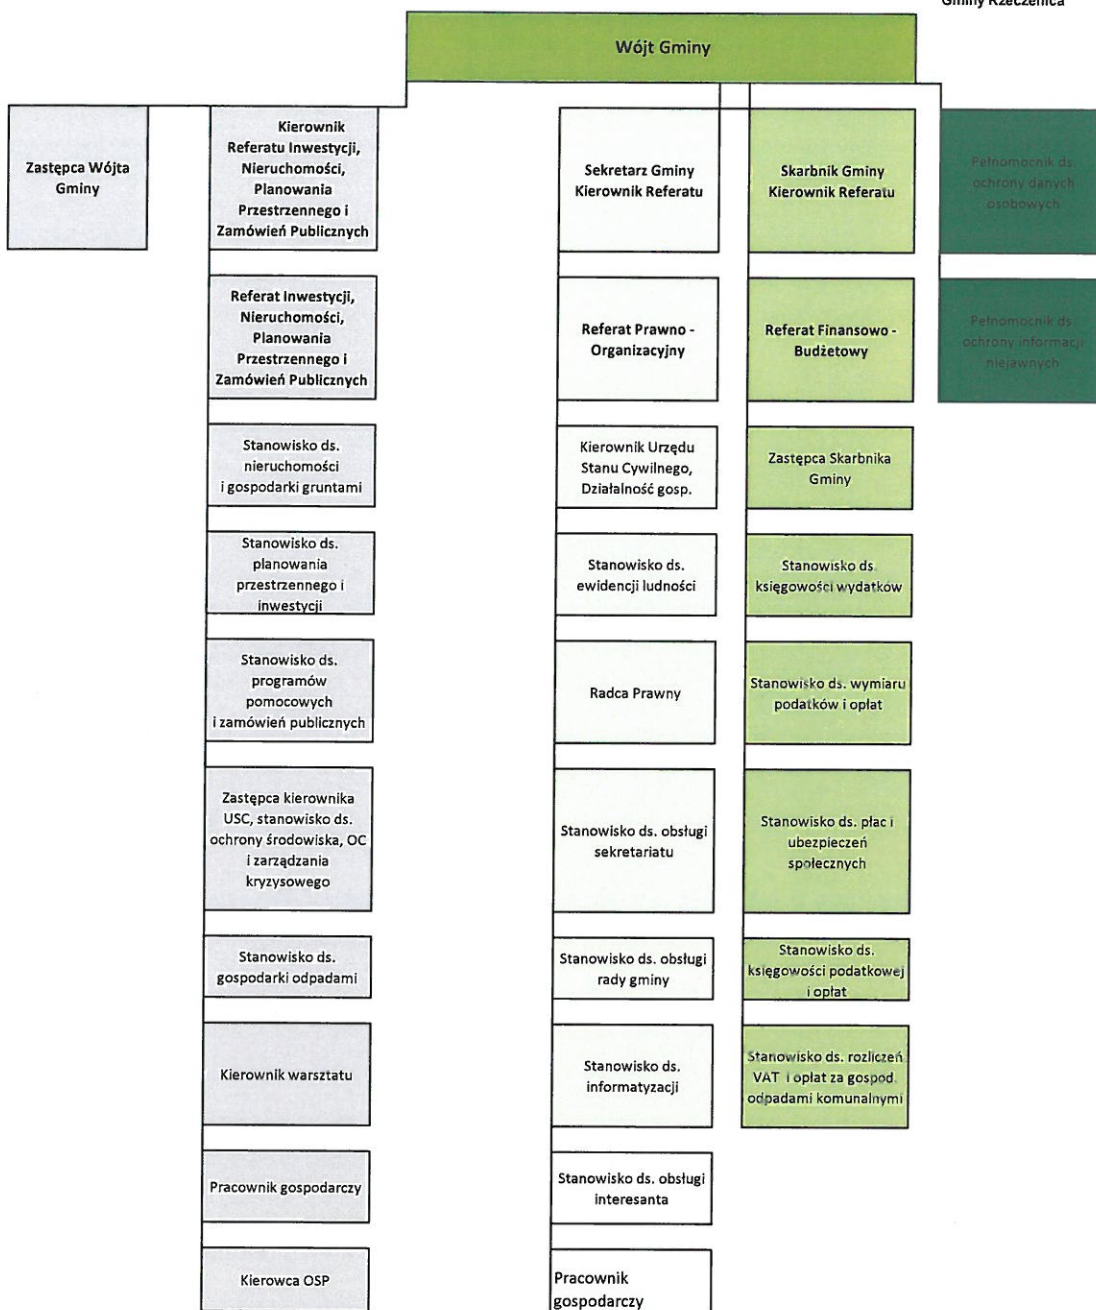 Gminy Rzeczenica
Wójt Gminy
Zastępca Wójta
Gminy
Kierownik
Referatu Inwestycji,
Nieruchomości,
Planowania
Przestrzennego i
Zamówień Publicznych
Sekretarz Gminy
Kierownik Referatu
Skarbnik Gminy
Kierownik Referatu
Pełnomocnik ds.
ochrony danych
osobowych
Referat Inwestycji,
Nieruchomości,
Planowania
Przestrzennego i
Zamówień Publicznych
Referat Prawno -
Organizacyjny
Referat Finansowo -
Budżetowy
Pełnomocnik ds.
ochrony informacji
niejawnych
Stanowisko ds.
nieruchomości
i gospodarki gruntami
Kierownik Urzędu
Stanu Cywilnego,
Działalność gosp.
Zastępca Skarbnika
Gminy
Stanowisko ds.
planowania
przestrzennego i
inwestycji
Stanowisko ds.
ewidencji ludności
Stanowisko ds.
księgowości wydatków
Stanowisko ds.
programów
pomocowych
i zamówień publicznych
Radca Prawny
Stanowisko ds. wymiaru
podatków i opłat
Zastępca kierownika
USC, stanowisko ds.
ochrony środowiska, OC
i zarządzania
kryzysowego
Stanowisko ds. obsługi
sekretariatu
Stanowisko ds. płac i
ubezpieczeń
społecznych
Stanowisko ds.
gospodarki odpadami
Stanowisko ds. obsługi
rady gminy
Stanowisko ds.
księgowości podatkowej
i opłat
Kierownik warsztatu
Stanowisko ds.
informatyzacji
Stanowisko ds. rozliczeń
VAT i opłat za gospod.
odpadami komunalnymi
Pracownik gospodarczy
Stanowisko ds. obsługi
interesanta
Kierowca OSP
Pracownik
gospodarczy